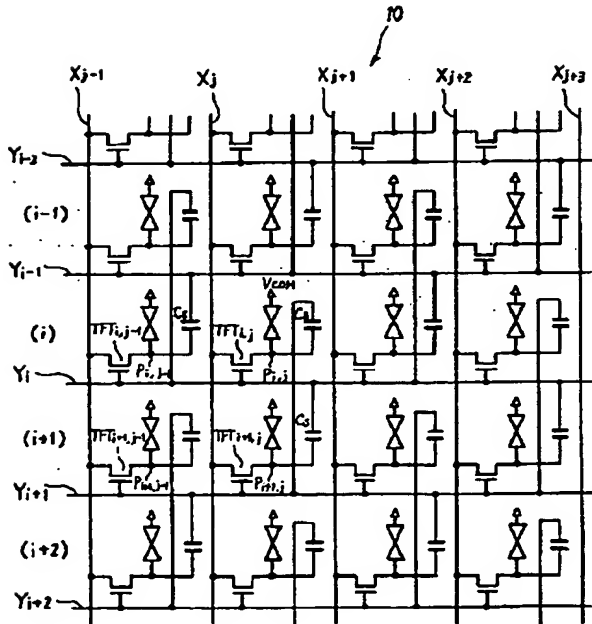 10
Xj-1 Xj Xj+1 Xj+2 Xj+3
Yi-2
(i-1)
Yi-1
VCOM
(i) TFTi,j-1 Cs TFTi,j Cs
Pi,j-1 Pi,j
Yi
(i+1) TFTi+1,j-1 TFTi+1,j Cs
Pi+1,j-1 Pi+1,j
Yi+1
(i+2)
Yi+2